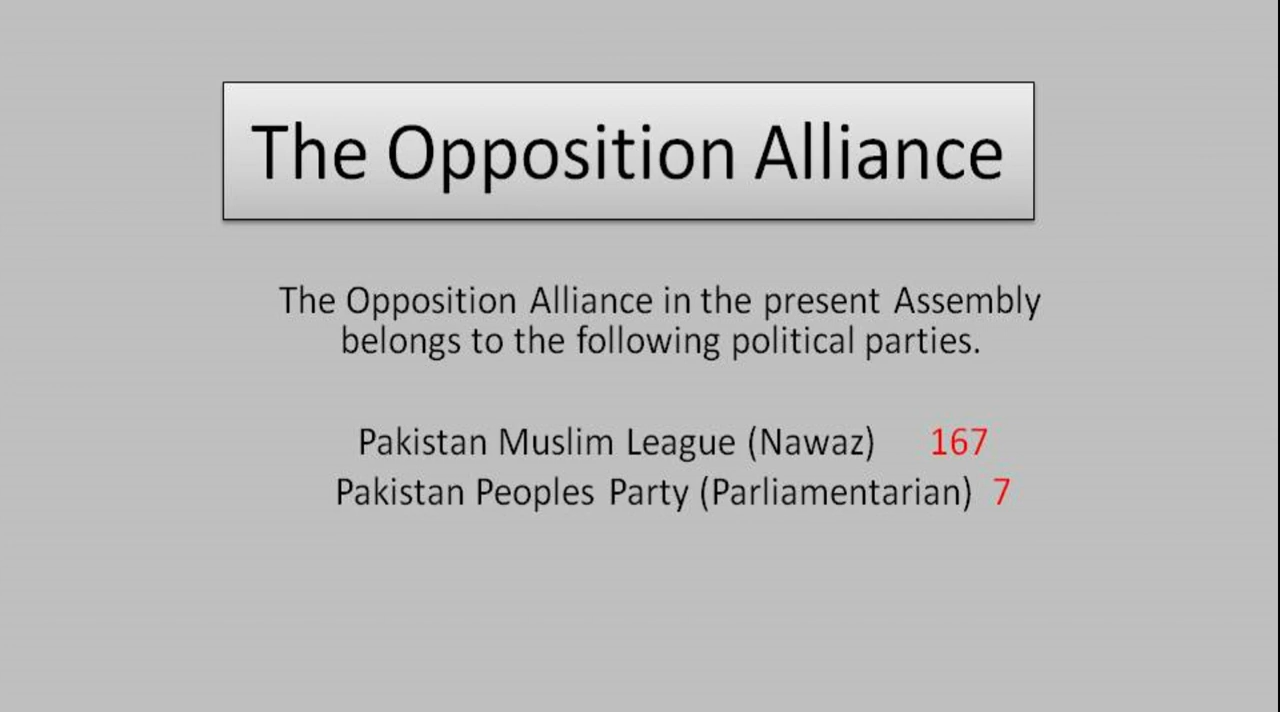 The Opposition Alliance
The Opposition Alliance in the present Assembly
belongs to the following political parties.
Pakistan Muslim League (Nawaz) 167
Pakistan Peoples Party (Parliamentarian) 7